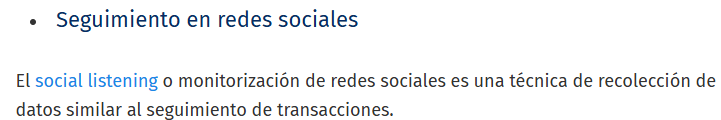 • Seguimiento en redes sociales
El social listening o monitorización de redes sociales es una técnica de recolección de
datos similar al seguimiento de transacciones.